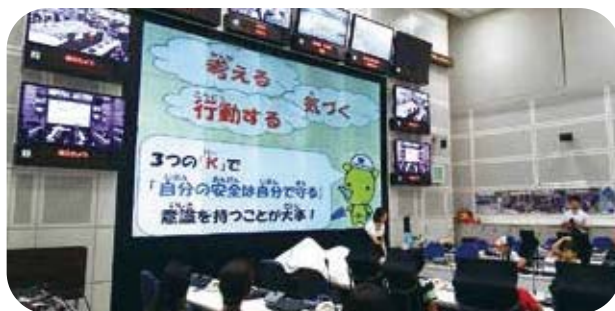 考える
気づく
行動する
3つの「K」で
「自分の安全は自分で守る」
意識を持つことが大事！